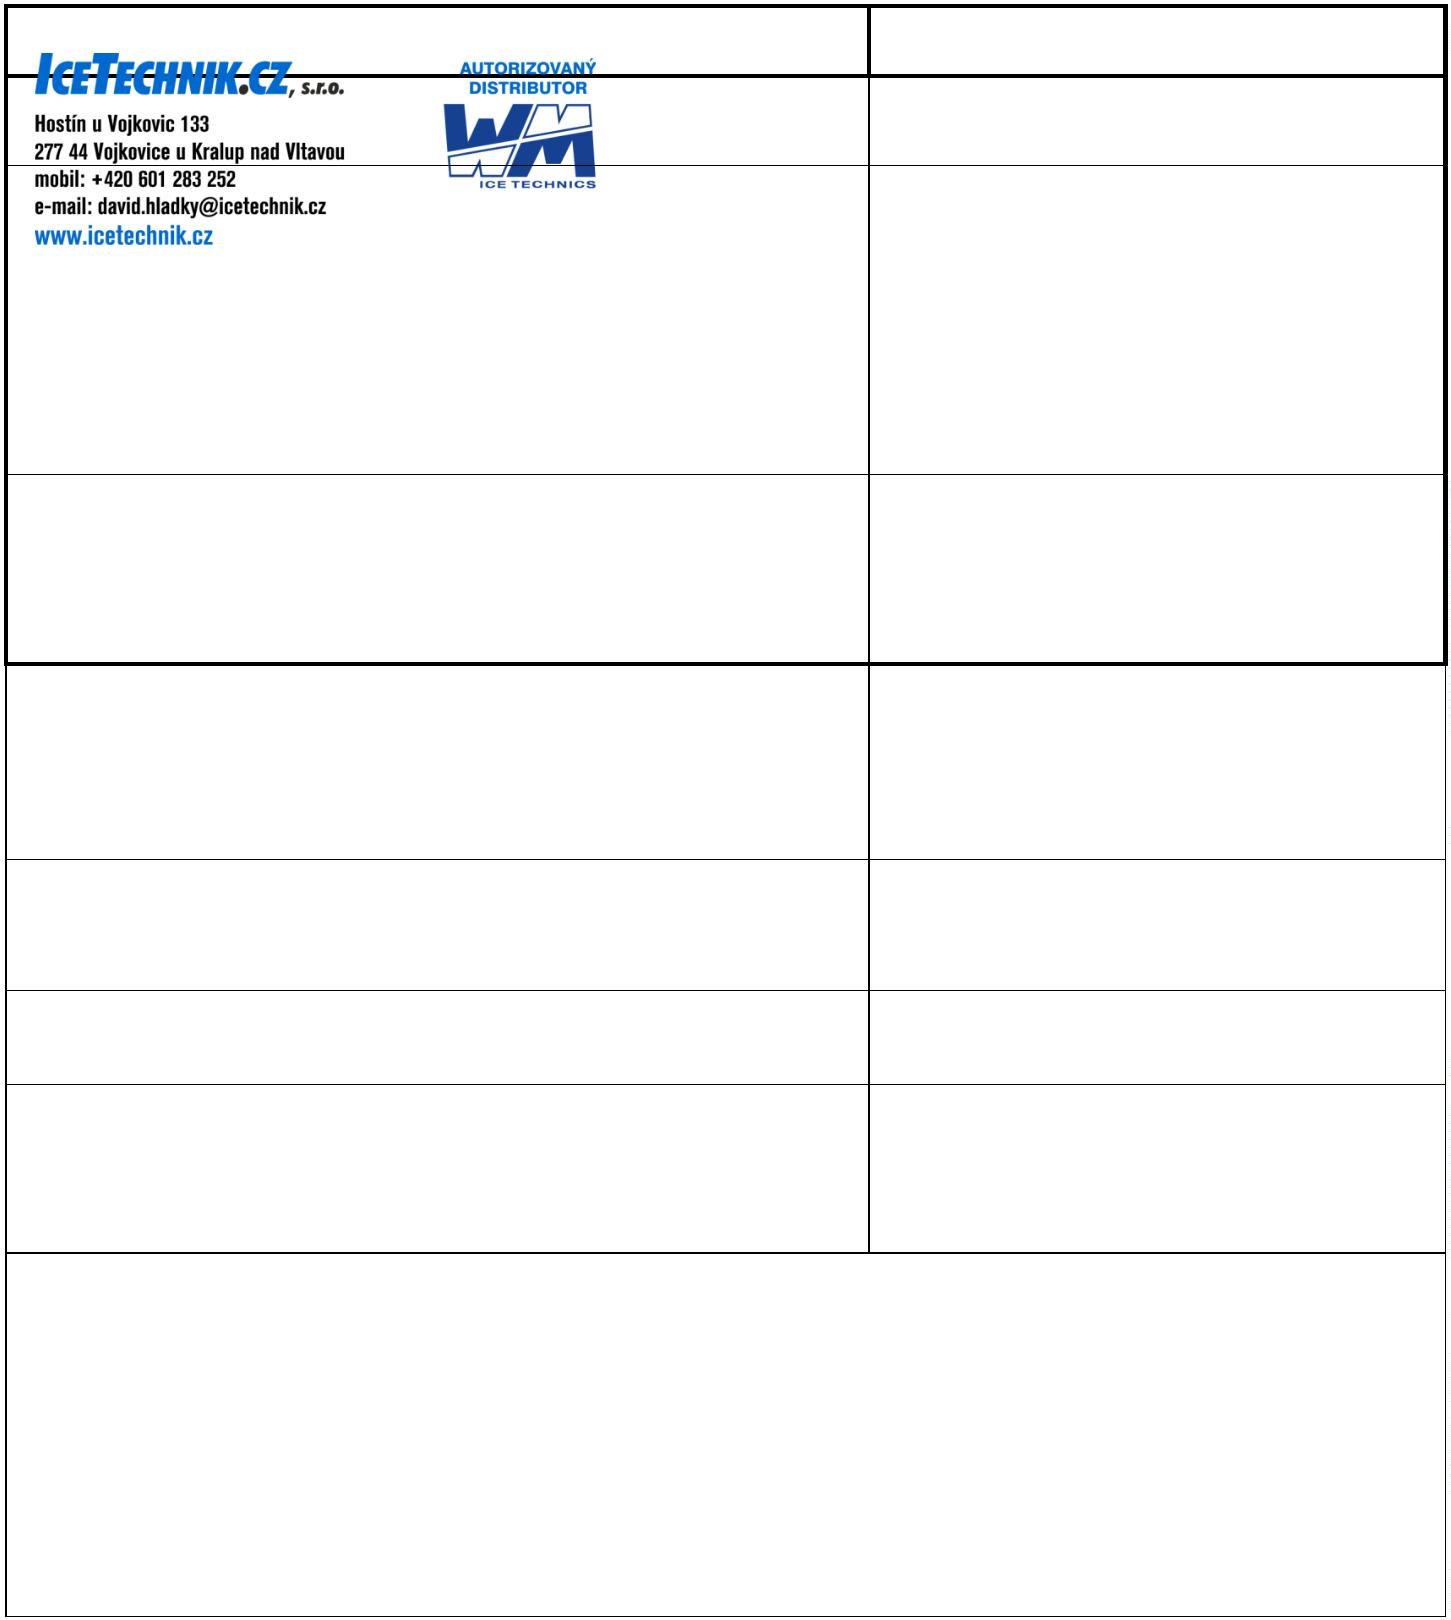 IceTechnik.cz, s.r.o.
Hostín u Vojkovic 133
277 44 Vojkovice u Kralup nad Vltavou
mobil: +420 601 283 252
e-mail: david.hladky@icetechnik.cz
www.icetechnik.cz
AUTORIZOVANÝ
DISTRIBUTOR
WM
ICE TECHNICS